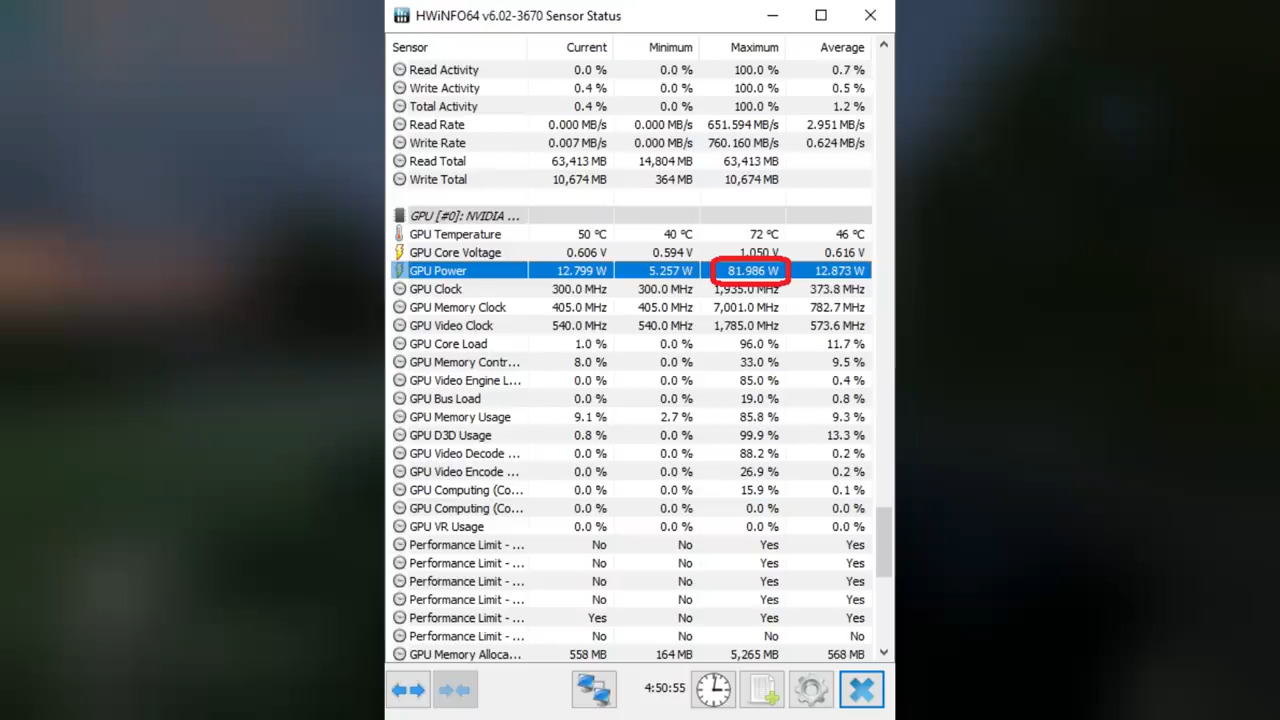 HWiNFO64 v6.02-3670 Sensor Status
Sensor Current Minimum Maximum Average
Read Activity 0.0 % 0.0 % 100.0 % 0.7 %
Write Activity 0.4 % 0.0 % 100.0 % 0.5 %
Total Activity 0.4 % 0.0 % 100.0 % 1.2 %
Read Rate 0.000 MB/s 0.000 MB/s 651.594 MB/s 2.951 MB/s
Write Rate 0.007 MB/s 0.000 MB/s 760.160 MB/s 0.624 MB/s
Read Total 63,413 MB 14,804 MB 63,413 MB
Write Total 10,674 MB 364 MB 10,674 MB
GPU [#0]: NVIDIA ...
GPU Temperature 50 °C 40 °C 72 °C 46 °C
GPU Core Voltage 0.606 V 0.594 V 1.050 V 0.616 V
GPU Power 12.799 W 5.257 W 81.986 W 12.873 W
GPU Clock 300.0 MHz 300.0 MHz 1,935.0 MHz 373.8 MHz
GPU Memory Clock 405.0 MHz 405.0 MHz 7,001.0 MHz 782.7 MHz
GPU Video Clock 540.0 MHz 540.0 MHz 1,785.0 MHz 573.6 MHz
GPU Core Load 1.0 % 0.0 % 96.0 % 11.7 %
GPU Memory Contr... 8.0 % 0.0 % 33.0 % 9.5 %
GPU Video Engine L... 0.0 % 0.0 % 85.0 % 0.4 %
GPU Bus Load 0.0 % 0.0 % 19.0 % 0.8 %
GPU Memory Usage 9.1 % 2.7 % 85.8 % 9.3 %
GPU D3D Usage 0.8 % 0.0 % 99.9 % 13.3 %
GPU Video Decode ... 0.0 % 0.0 % 88.2 % 0.2 %
GPU Video Encode ... 0.0 % 0.0 % 26.9 % 0.2 %
GPU Computing (Co... 0.0 % 0.0 % 15.9 % 0.1 %
GPU Computing (Co... 0.0 % 0.0 % 0.0 % 0.0 %
GPU VR Usage 0.0 % 0.0 % 0.0 % 0.0 %
Performance Limit - ... No No Yes Yes
Performance Limit - ... No No Yes Yes
Performance Limit - ... No No Yes Yes
Performance Limit - ... No No Yes Yes
Performance Limit - ... Yes No Yes Yes
Performance Limit - ... No No No No
GPU Memory Alloca... 558 MB 164 MB 5,265 MB 568 MB
4:50:55